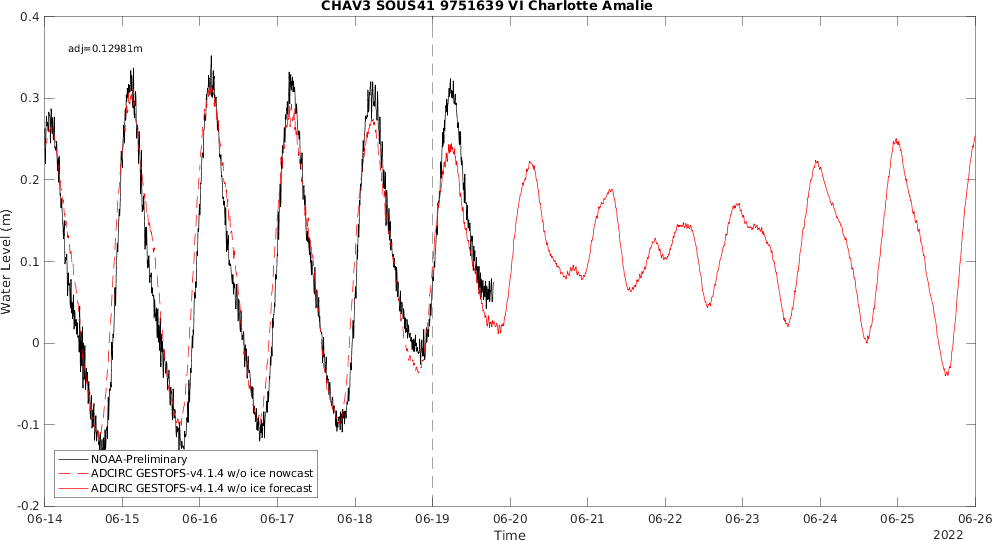 CHAV3 SOUS41 9751639 VI Charlotte Amalie
adj=0.12981m
0.4
0.3
0.2
0.1
0
-0.1
-0.2
Water Level (m)
NOAA-Preliminary
ADCIRC GESTOFS-v4.1.4 w/o ice nowcast
ADCIRC GESTOFS-v4.1.4 w/o ice forecast
06-14 06-15 06-16 06-17 06-18 06-19 06-20 06-21 06-22 06-23 06-24 06-25 06-26
Time
2022